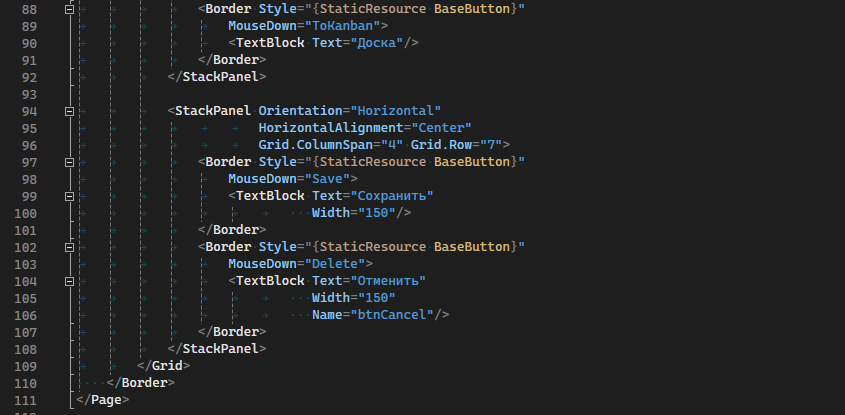 88 <Border Style="{StaticResource BaseButton}"
89 MouseDown="ToKanban">
90 <TextBlock Text="Доска"/>
91 </Border>
92 </StackPanel>
93
94 <StackPanel Orientation="Horizontal"
95 HorizontalAlignment="Center"
96 Grid.ColumnSpan="4" Grid.Row="7">
97 <Border Style="{StaticResource BaseButton}"
98 MouseDown="Save">
99 <TextBlock Text="Сохранить"
100 Width="150"/>
101 </Border>
102 <Border Style="{StaticResource BaseButton}"
103 MouseDown="Delete">
104 <TextBlock Text="Отменить"
105 Width="150"
106 Name="btnCancel"/>
107 </Border>
108 </StackPanel>
109 </Grid>
110 </Border>
111 </Page>